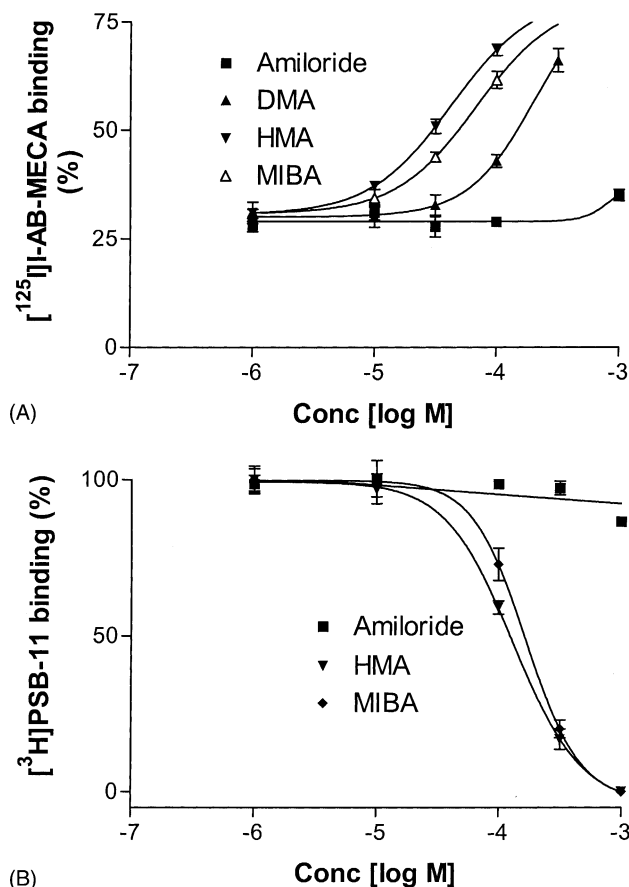 75
50
25
0
[¹²⁵I]I-AB-MECA binding
(%)
Amiloride
DMA
HMA
MIBA
-7 -6 -5 -4 -3
(A)
Conc [log M]
100
50
0
[³H]PSB-11 binding (%)
Amiloride
HMA
MIBA
-7 -6 -5 -4 -3
(B)
Conc [log M]